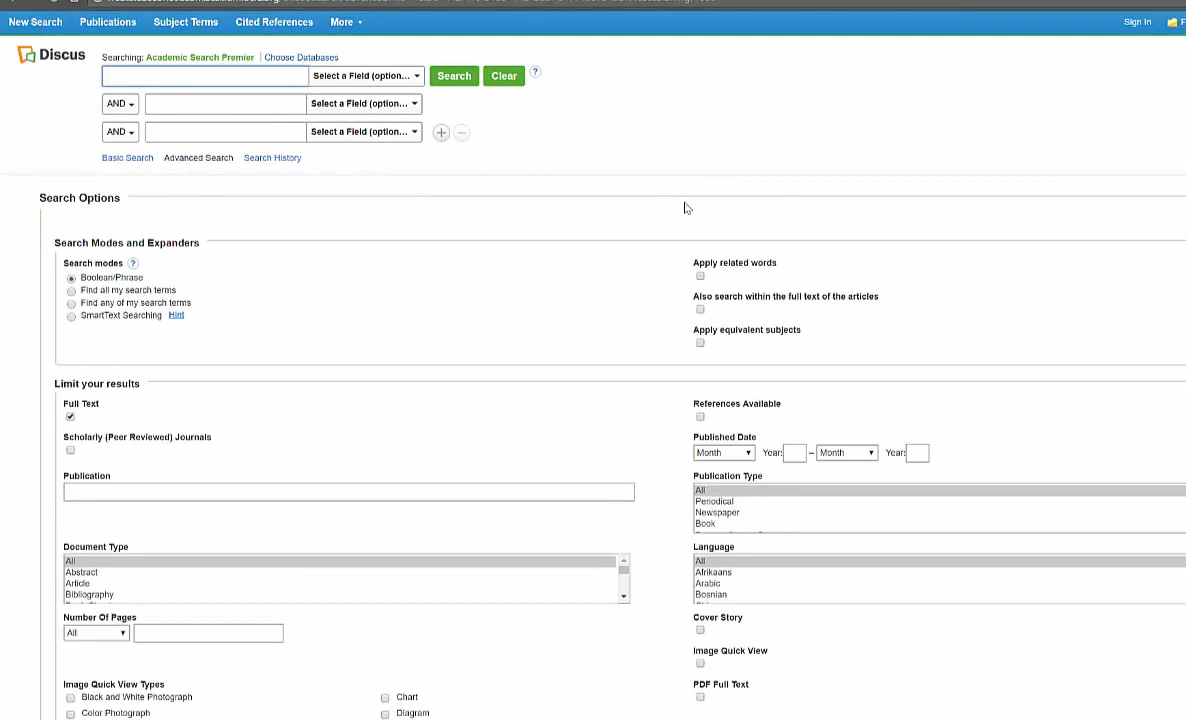 New Search Publications Subject Terms Cited References More Sign In F
Discus
Searching: Academic Search Premier | Choose Databases
Select a Field (option... Search Clear ?
AND Select a Field (option...
AND Select a Field (option... + −
Basic Search Advanced Search Search History
Search Options
Search Modes and Expanders
Search modes ?
Boolean/Phrase
Find all my search terms
Find any of my search terms
SmartText Searching Hint
Apply related words
Also search within the full text of the articles
Apply equivalent subjects
Limit your results
Full Text
References Available
Scholarly (Peer Reviewed) Journals
Published Date
Month Year: – Month Year:
Publication
Publication Type
All
Periodical
Newspaper
Book
Document Type
All
Abstract
Article
Bibliography
Language
All
Afrikaans
Arabic
Bosnian
Number Of Pages
All
Cover Story
Image Quick View
Image Quick View Types
Black and White Photograph Chart
Color Photograph Diagram
PDF Full Text